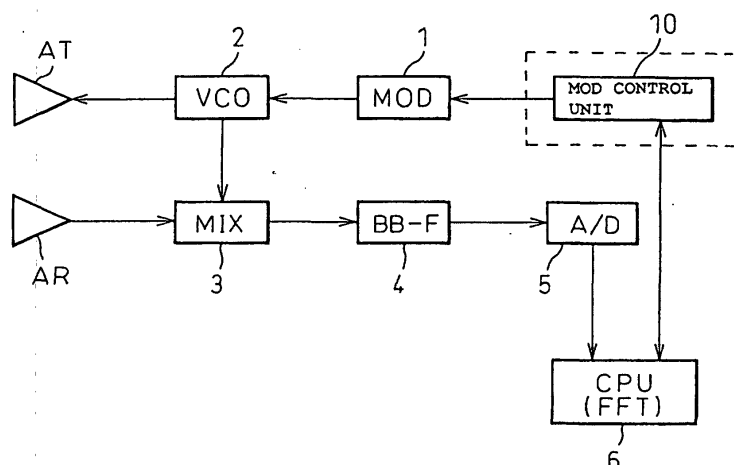 AT
2
1
10
VCO
MOD
MOD CONTROL
UNIT
MIX
BB-F
A/D
AR
3
4
5
CPU
(FFT)
6